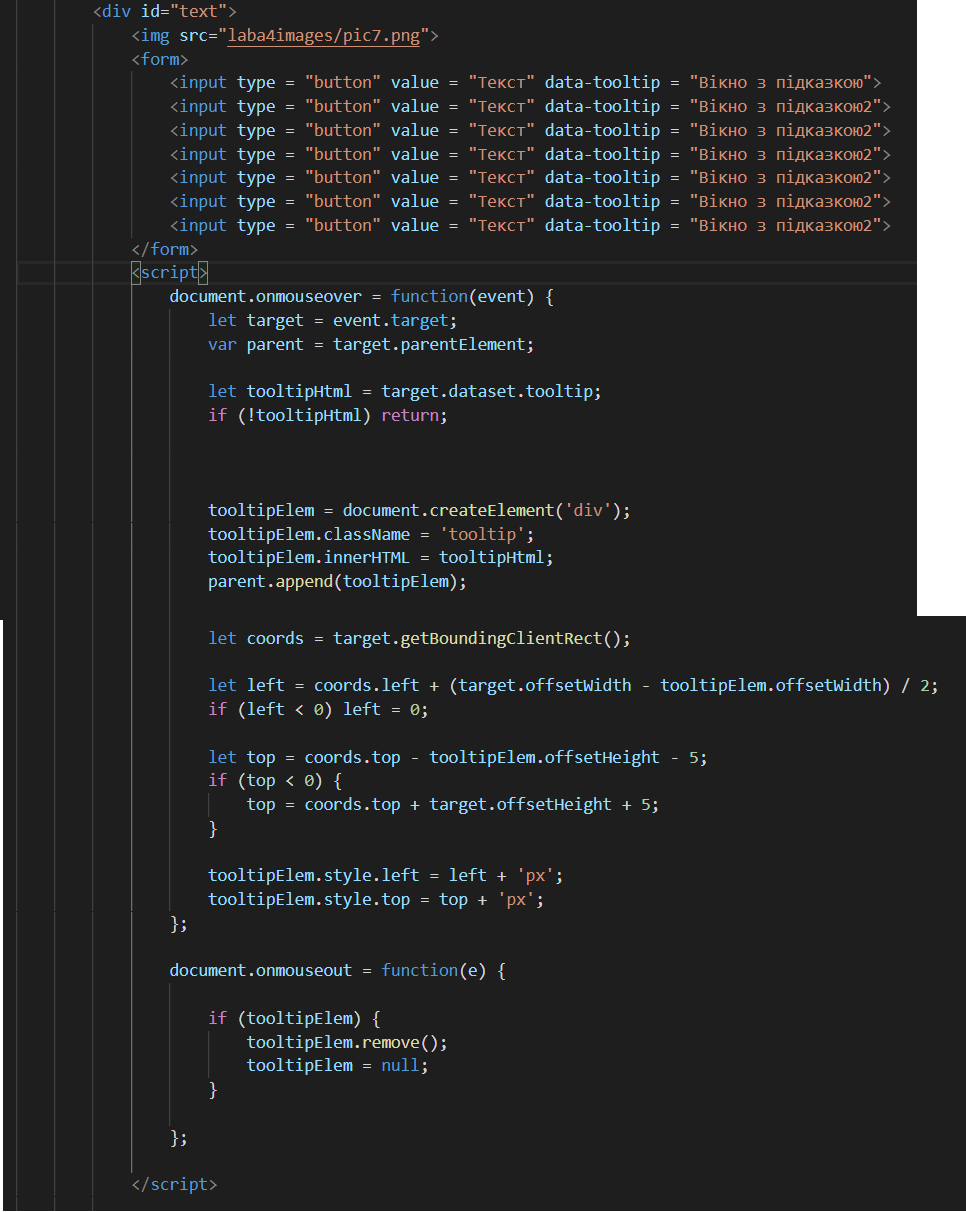 <div id="text">
<img src="laba4images/pic7.png">
<form>
<input type = "button" value = "Текст" data-tooltip = "Вікно з підказкою">
<input type = "button" value = "Текст" data-tooltip = "Вікно з підказкою2">
<input type = "button" value = "Текст" data-tooltip = "Вікно з підказкою2">
<input type = "button" value = "Текст" data-tooltip = "Вікно з підказкою2">
<input type = "button" value = "Текст" data-tooltip = "Вікно з підказкою2">
<input type = "button" value = "Текст" data-tooltip = "Вікно з підказкою2">
<input type = "button" value = "Текст" data-tooltip = "Вікно з підказкою2">
</form>
<script>
document.onmouseover = function(event) {
let target = event.target;
var parent = target.parentElement;
let tooltipHtml = target.dataset.tooltip;
if (!tooltipHtml) return;
tooltipElem = document.createElement('div');
tooltipElem.className = 'tooltip';
tooltipElem.innerHTML = tooltipHtml;
parent.append(tooltipElem);
let coords = target.getBoundingClientRect();
let left = coords.left + (target.offsetWidth - tooltipElem.offsetWidth) / 2;
if (left < 0) left = 0;
let top = coords.top - tooltipElem.offsetHeight - 5;
if (top < 0) {
top = coords.top + target.offsetHeight + 5;
}
tooltipElem.style.left = left + 'px';
tooltipElem.style.top = top + 'px';
};
document.onmouseout = function(e) {
if (tooltipElem) {
tooltipElem.remove();
tooltipElem = null;
}
};
</script>